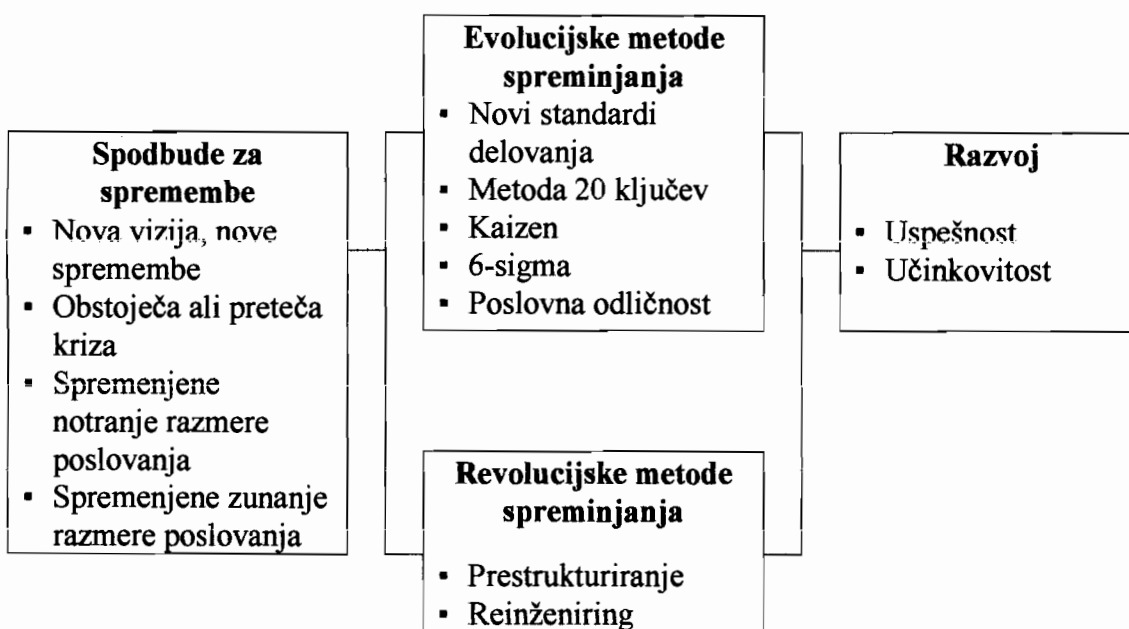 Spodbude za
spremembe
▪ Nova vizija, nove
spremembe
▪ Obstoječa ali preteča
kriza
▪ Spremenjene
notranje razmere
poslovanja
▪ Spremenjene zunanje
razmere poslovanja
Evolucijske metode
spreminjanja
▪ Novi standardi
delovanja
▪ Metoda 20 ključev
▪ Kaizen
▪ 6-sigma
▪ Poslovna odličnost
Revolucijske metode
spreminjanja
▪ Prestrukturiranje
▪ Reinženiring
Razvoj
▪ Uspešnost
▪ Učinkovitost